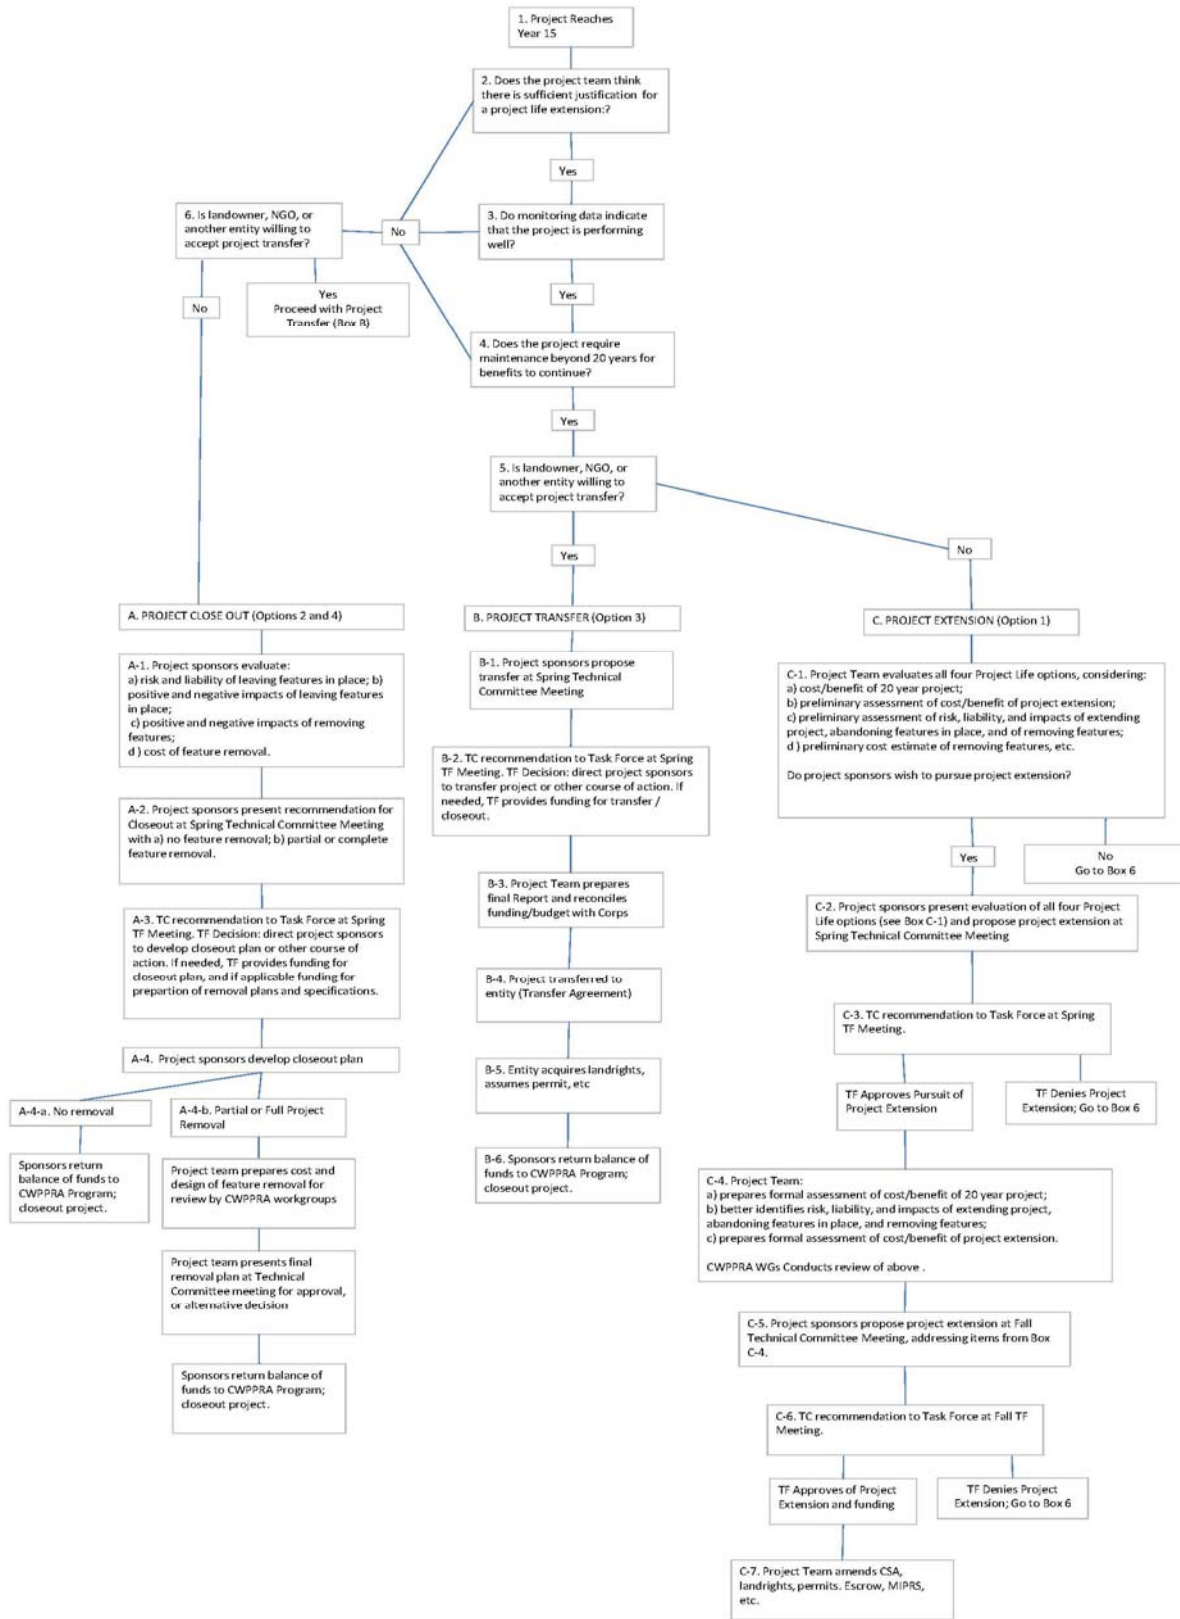 1. Project Reaches
Year 15
2. Does the project team think
there is sufficient justification for
a project life extension:?
Yes
6. Is landowner, NGO, or
another entity willing to
accept project transfer?
No
3. Do monitoring data indicate
that the project is performing
well?
No
Yes
Proceed with Project
Transfer (Box B)
Yes
4. Does the project require
maintenance beyond 20 years for
benefits to continue?
Yes
5. Is landowner, NGO, or
another entity willing to
accept project transfer?
Yes
No
A. PROJECT CLOSE OUT (Options 2 and 4)
A-1. Project sponsors evaluate:
a) risk and liability of leaving features in place; b)
positive and negative impacts of leaving features
in place;
c) positive and negative impacts of removing
features;
d ) cost of feature removal.
A-2. Project sponsors present recommendation for
Closeout at Spring Technical Committee Meeting
with a) no feature removal; b) partial or complete
feature removal.
A-3. TC recommendation to Task Force at Spring
TF Meeting. TF Decision: direct project sponsors
to develop closeout plan or other course of
action. If needed, TF provides funding for
closeout plan, and if applicable funding for
prepartion of removal plans and specifications.
A-4. Project sponsors develop closeout plan
A-4-a. No removal
Sponsors return
balance of funds to
CWPPRA Program;
closeout project.
A-4-b. Partial or Full Project
Removal
Project team prepares cost and
design of feature removal for
review by CWPPRA workgroups
Project team presents final
removal plan at Technical
Committee meeting for approval,
or alternative decision
Sponsors return balance of
funds to CWPPRA Program;
closeout project.
B. PROJECT TRANSFER (Option 3)
B-1. Project sponsors propose
transfer at Spring Technical
Committee Meeting
B-2. TC recommendation to Task Force at Spring
TF Meeting. TF Decision: direct project sponsors
to transfer project or other course of action. If
needed, TF provides funding for transfer /
closeout.
B-3. Project Team prepares
final Report and reconciles
funding/budget with Corps
B-4. Project transferred to
entity (Transfer Agreement)
B-5. Entity acquires landrights,
assumes permit, etc
B-6. Sponsors return balance of
funds to CWPPRA Program;
closeout project.
C. PROJECT EXTENSION (Option 1)
C-1. Project Team evaluates all four Project Life options, considering:
a) cost/benefit of 20 year project;
b) preliminary assessment of cost/benefit of project extension;
c) preliminary assessment of risk, liability, and impacts of extending
project, abandoning features in place, and of removing features;
d ) preliminary cost estimate of removing features, etc.
Do project sponsors wish to pursue project extension?
Yes
No
Go to Box 6
C-2. Project sponsors present evaluation of all four Project
Life options (see Box C-1) and propose project extension at
Spring Technical Committee Meeting
C-3. TC recommendation to Task Force at Spring
TF Meeting.
TF Approves Pursuit of
Project Extension
TF Denies Project
Extension; Go to Box 6
C-4. Project Team:
a) prepares formal assessment of cost/benefit of 20 year project;
b) better identifies risk, liability, and impacts of extending project,
abandoning features in place, and removing features;
c) prepares formal assessment of cost/benefit of project extension.
CWPPRA WGs Conducts review of above .
C-5. Project sponsors propose project extension at Fall
Technical Committee Meeting, addressing items from Box
C-4.
C-6. TC recommendation to Task Force at Fall TF
Meeting.
TF Approves of Project
Extension and funding
TF Denies Project
Extension; Go to Box 6
C-7. Project Team amends CSA,
landrights, permits. Escrow, MIPRS,
etc.